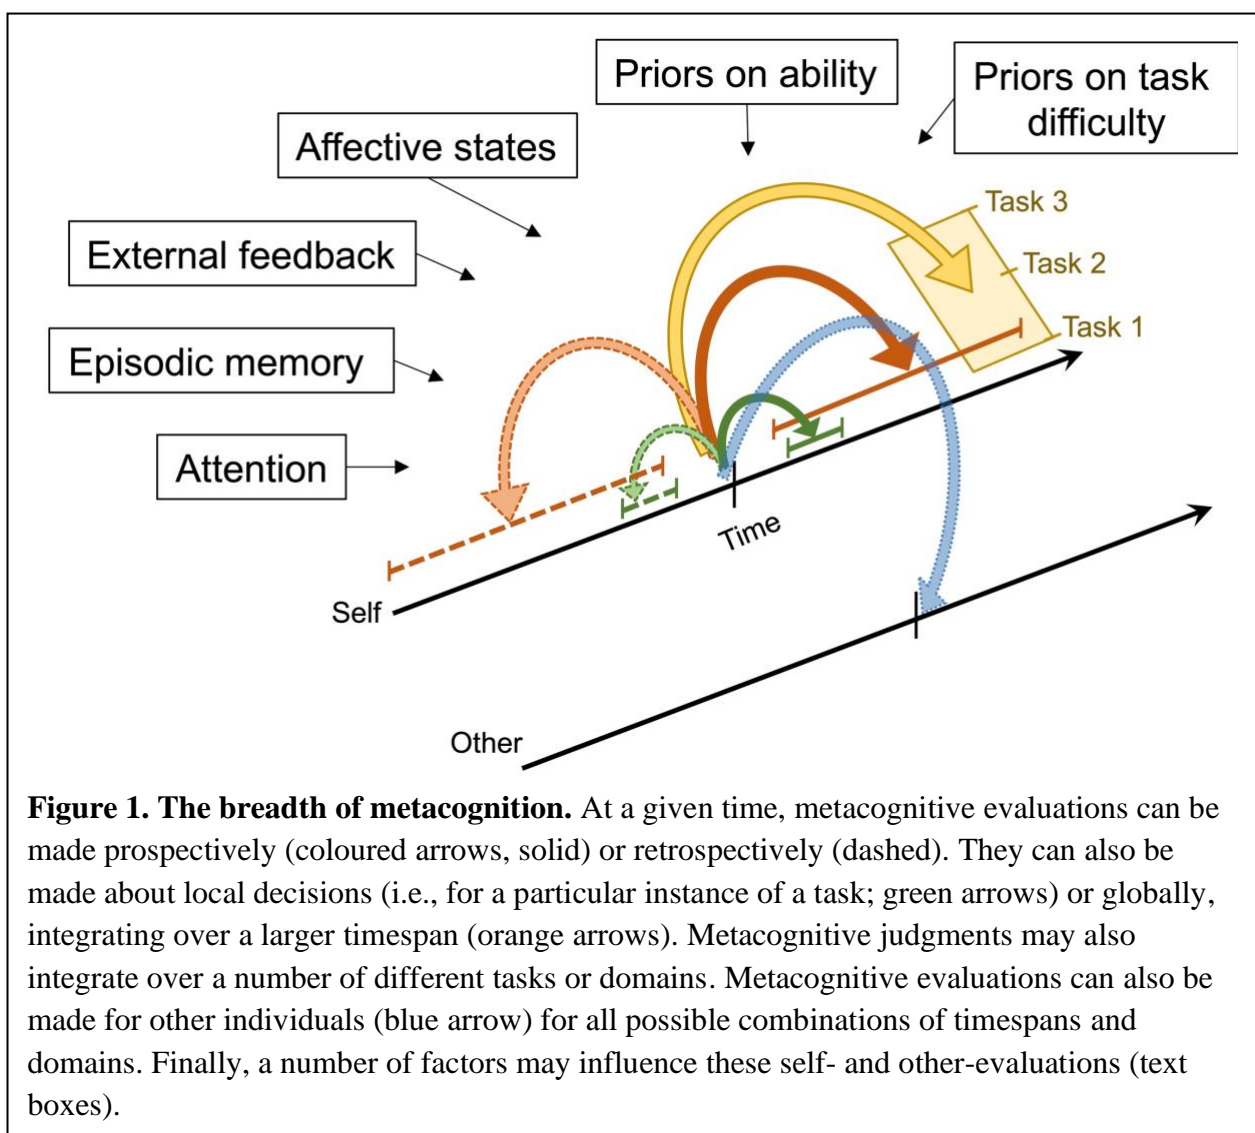 Priors on ability
Priors on task
difficulty
Affective states
External feedback
Episodic memory
Attention
Task 3
Task 2
Task 1
Time
Self
Other
Figure 1. The breadth of metacognition. At a given time, metacognitive evaluations can be
made prospectively (coloured arrows, solid) or retrospectively (dashed). They can also be
made about local decisions (i.e., for a particular instance of a task; green arrows) or globally,
integrating over a larger timespan (orange arrows). Metacognitive judgments may also
integrate over a number of different tasks or domains. Metacognitive evaluations can also be
made for other individuals (blue arrow) for all possible combinations of timespans and
domains. Finally, a number of factors may influence these self- and other-evaluations (text
boxes).